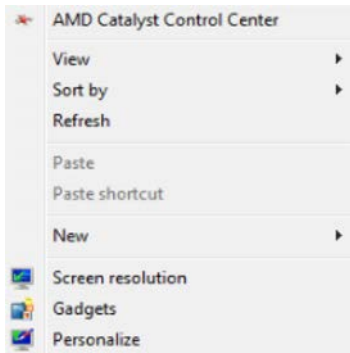 AMD Catalyst Control Center
View
Sort by
Refresh
Paste
Paste shortcut
New
Screen resolution
Gadgets
Personalize